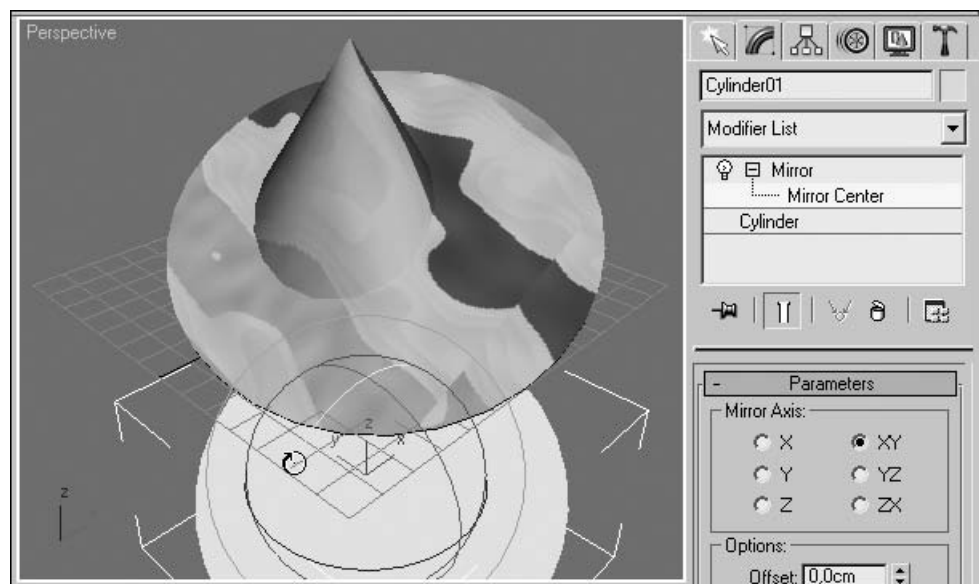 Perspective
z
y
x
z
Cylinder01
Modifier List
Mirror
Mirror Center
Cylinder
- Parameters
Mirror Axis:
X XY
Y YZ
Z ZX
Options:
Offset: 0,0cm